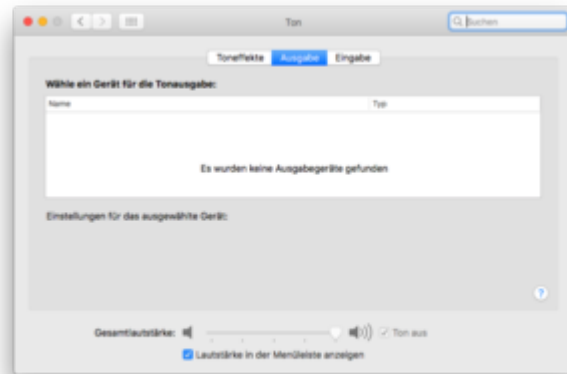 Ton
Suchen
Toneffekte Ausgabe Eingabe
Wähle ein Gerät für die Tonausgabe:
Name Typ
Es wurden keine Ausgabegeräte gefunden
Einstellungen für das ausgewählte Gerät:
?
Gesamtlautstärke: Ton aus
Lautstärke in der Menüleiste anzeigen